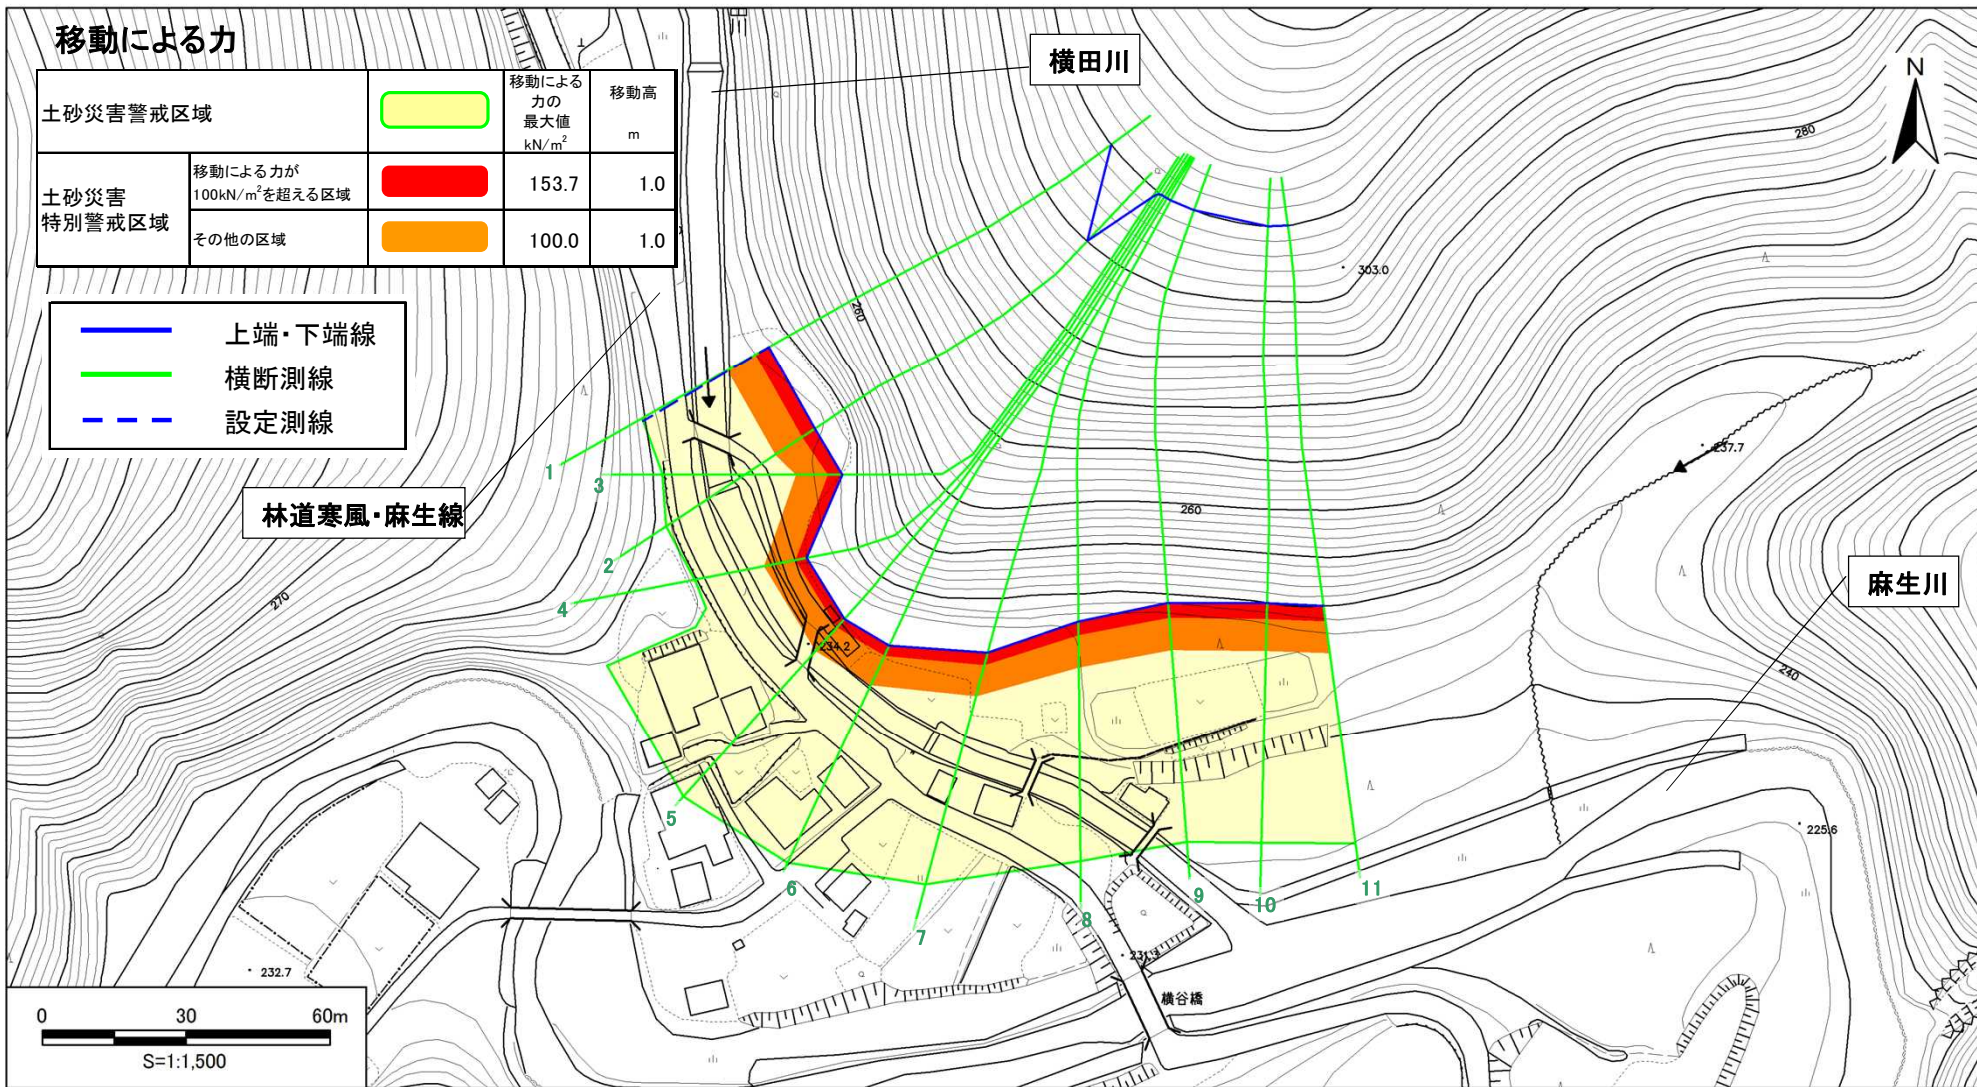 移動による力
土砂災害警戒区域
移動による
力の
最大値
kN/m²
移動高
m
土砂災害
特別警戒区域
移動による力が
100kN/m²を超える区域
153.7
1.0
その他の区域
100.0
1.0
上端・下端線
横断測線
設定測線
横田川
林道寒風・麻生線
麻生川
N
280
303.0
260
237.7
260
270
240
234.2
225.6
232.7
231.1
横谷橋
1
3
2
4
5
6
7
8
9
10
11
0
30
60m
S=1:1,500